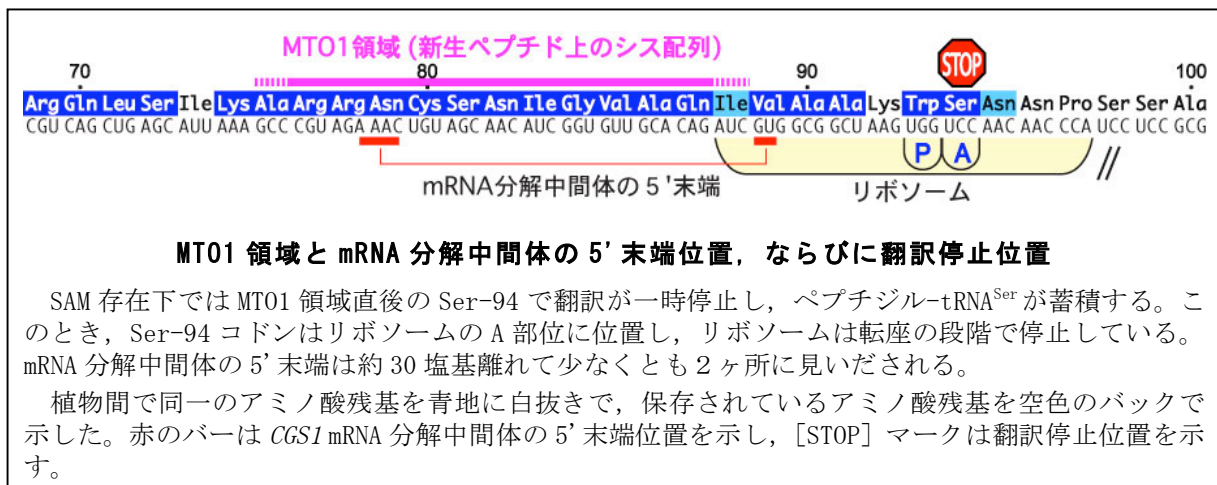 MTO1領域 (新生ペプチド上のシス配列)
70 80 90 100
STOP
Arg Gln Leu Ser Ile Lys Ala Arg Arg Asn Cys Ser Asn Ile Gly Val Ala Gln Ile Val Ala Ala Lys Trp Ser Asn Asn Pro Ser Ser Ala
CGU CAG CUG AGC AUU AAA GCC CGU AGA AAC UGU AGC AAC AUC GGU GUU GCA CAG AUC GUG GCG GCU AAG UGG UCC AAC AAC CCA UCC UCC GCG
P A
mRNA分解中間体の5'末端 リボソーム //
MTO1 領域と mRNA 分解中間体の 5' 末端位置，ならびに翻訳停止位置
SAM 存在下では MTO1 領域直後の Ser-94 で翻訳が一時停止し，ペプチジル-tRNASer が蓄積する。こ
のとき，Ser-94 コドンはリボソームの A 部位に位置し，リボソームは転座の段階で停止している。
mRNA 分解中間体の 5' 末端は約 30 塩基離れて少なくとも２ヶ所に見いだされる。
植物間で同一のアミノ酸残基を青地に白抜きで，保存されているアミノ酸残基を空色のバックで
示した。赤のバーは CGS1 mRNA 分解中間体の 5' 末端位置を示し，［STOP］マークは翻訳停止位置を示
す。